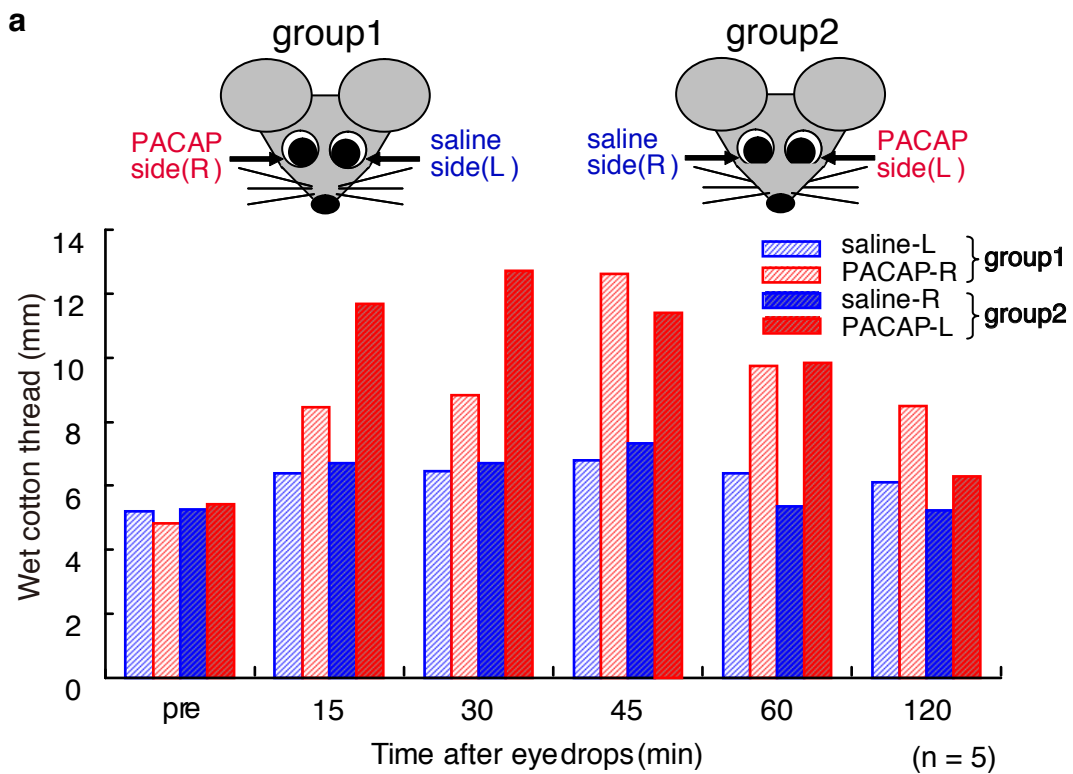 a
group1
group2
PACAP
side(R)
saline
side(L)
saline
side(R)
PACAP
side(L)
14
12
10
8
6
4
2
0
Wet cotton thread (mm)
saline-L
PACAP-R
group1
saline-R
PACAP-L
group2
pre
15
30
45
60
120
Time after eyedrops(min)
(n = 5)